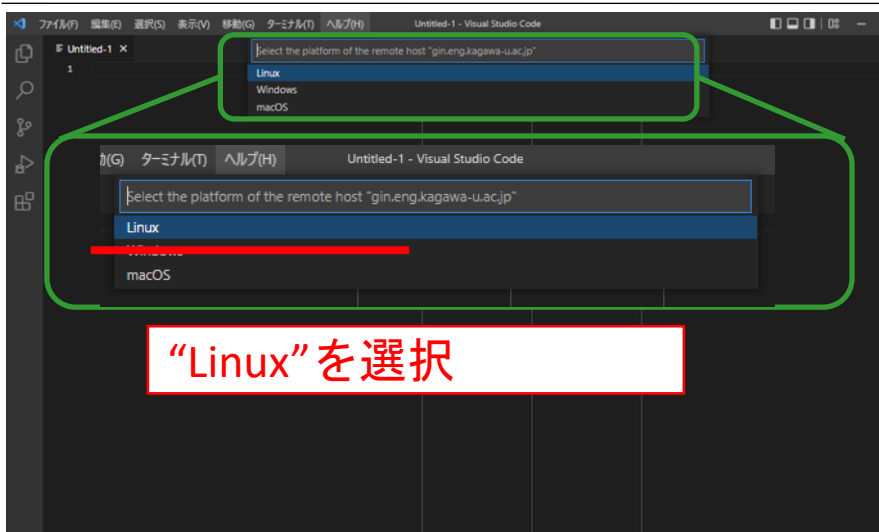 ファイル(F) 編集(E) 選択(S) 表示(V) 移動(G) ターミナル(T) ヘルプ(H) Untitled-1 - Visual Studio Code
Untitled-1
Select the platform of the remote host "gin.eng.kagawa-u.ac.jp"
1
Linux
Windows
macOS
動(G) ターミナル(T) ヘルプ(H) Untitled-1 - Visual Studio Code
Select the platform of the remote host "gin.eng.kagawa-u.ac.jp"
Linux
Windows
macOS
“Linux”を選択